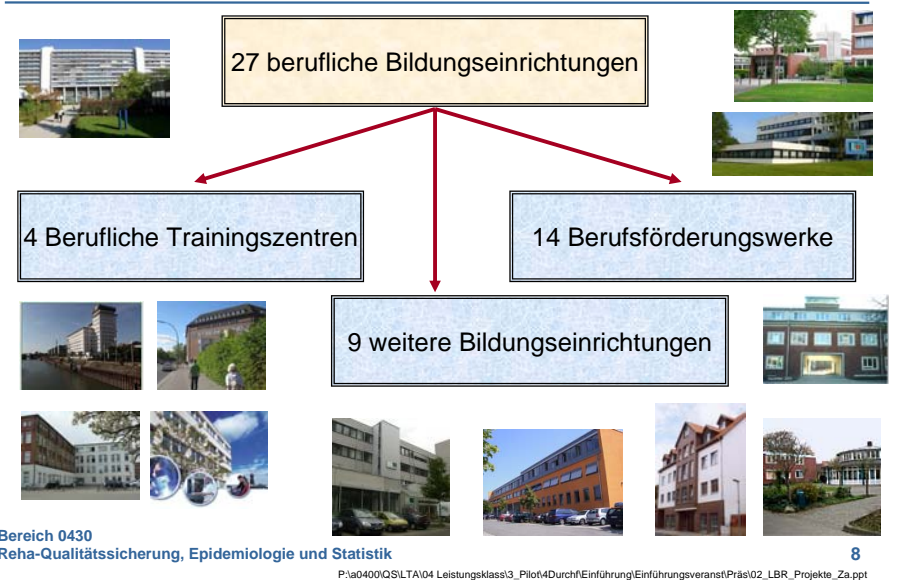 27 berufliche Bildungseinrichtungen
4 Berufliche Trainingszentren
14 Berufsförderungswerke
9 weitere Bildungseinrichtungen
Bereich 0430
Reha-Qualitätssicherung, Epidemiologie und Statistik
8
P:\a0400\QS\LTA\04 Leistungsklass\3_Pilot\4Durchf\Einführung\Einführungsveranst\Präs\02_LBR_Projekte_Za.ppt